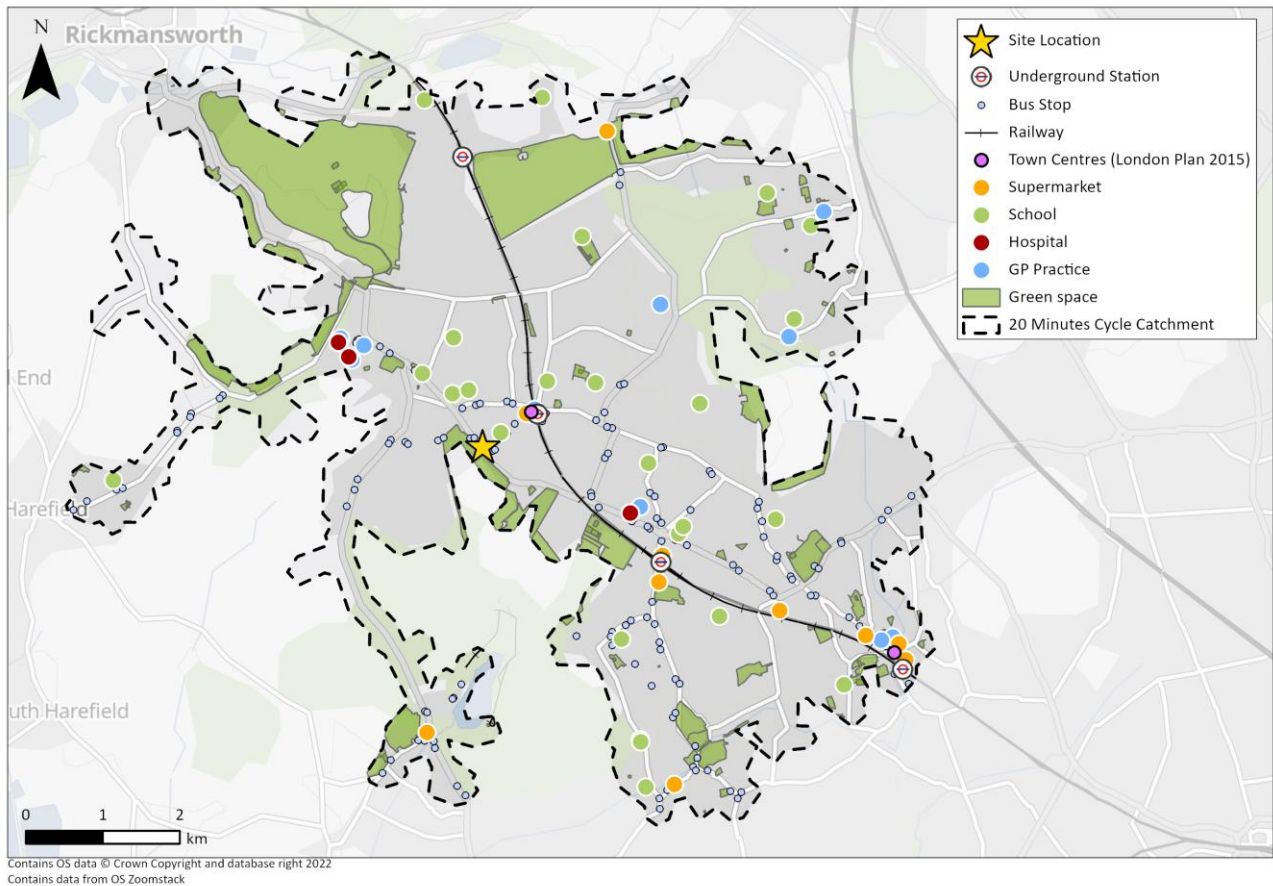 Rickmansworth
N
Site Location
Underground Station
Bus Stop
Railway
Town Centres (London Plan 2015)
Supermarket
School
Hospital
GP Practice
Green space
20 Minutes Cycle Catchment
End
Harefield
uth Harefield
0 1 2
km
Contains OS data © Crown Copyright and database right 2022
Contains data from OS Zoomstack